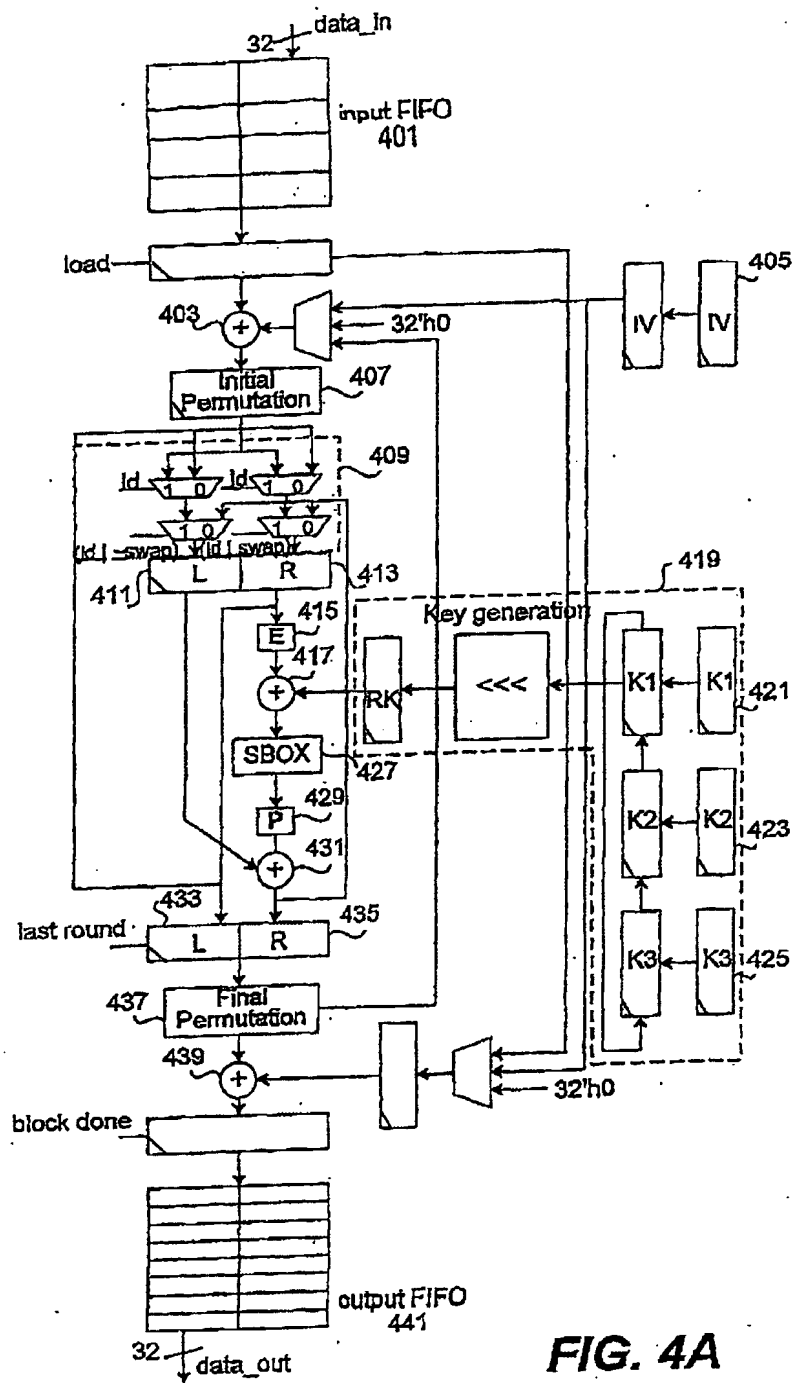 data_in
32
input FIFO
401
load
405
IV
IV
403
+
32'h0
Initial
Permutation
407
409
ld
1 0
ld
1 0
1 0
1 0
(ld | ~swap)
(ld | swap)
411
L
R
413
419
Key generation
415
E
417
+
RK
<<<
K1
K1
421
SBOX
427
429
P
K2
K2
423
431
+
433
last round
L
R
435
K3
K3
425
437
Final
Permutation
439
+
32'h0
block done
output FIFO
441
32
data_out
FIG. 4A